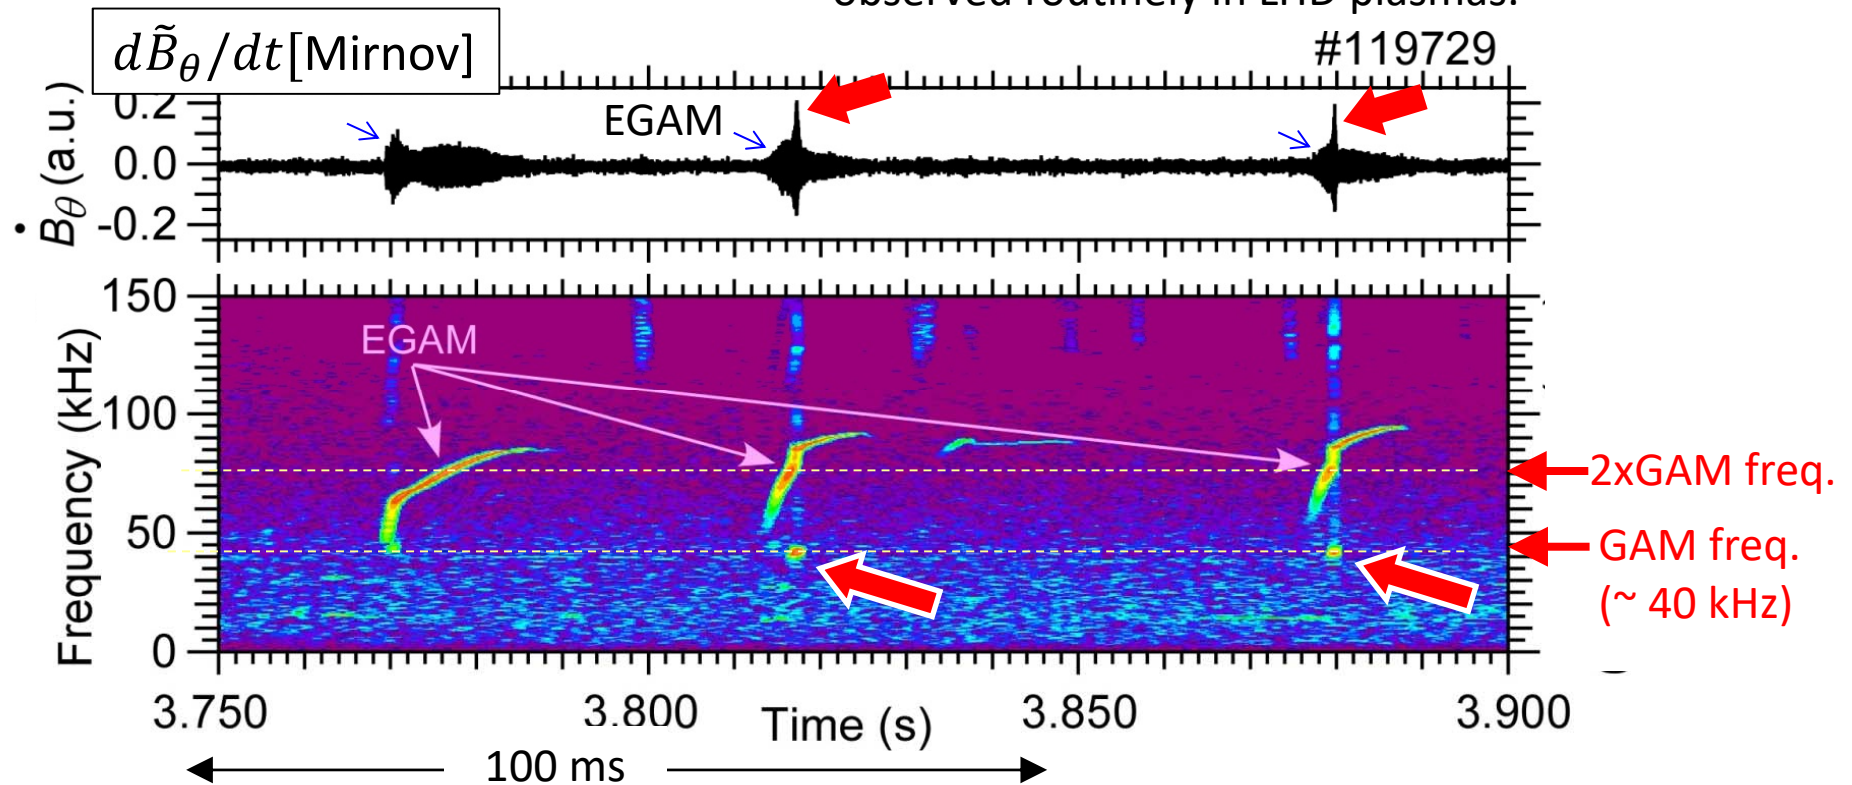 observed routinely in LHD plasmas.
dB̃θ/dt[Mirnov]
#119729
0.2
EGAM
0.0
-0.2
Ḃθ (a.u.)
150
EGAM
100
50
0
Frequency (kHz)
2xGAM freq.
GAM freq.
(~ 40 kHz)
3.750
3.800
3.850
3.900
Time (s)
100 ms